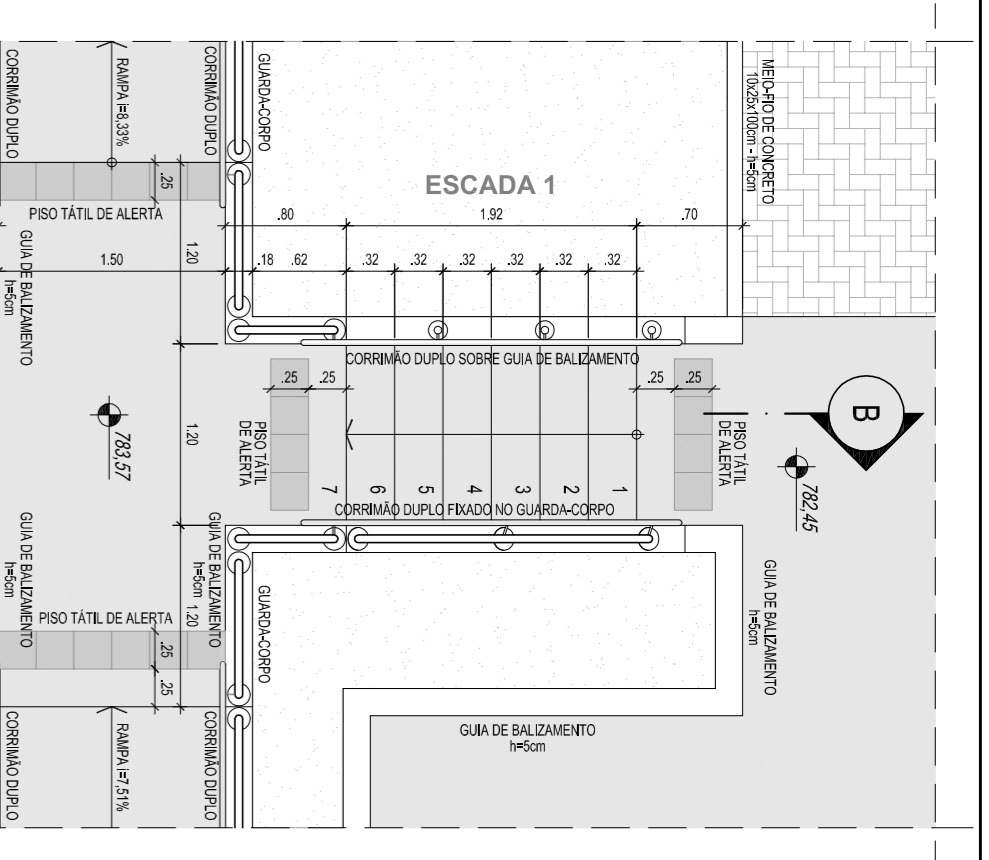 CORRIMÃO DUPLO
RAMPA i=8,33%
CORRIMÃO DUPLO
GUARDA-CORPO
MEIO-FIO DE CONCRETO
10x25x100cm - h=5cm
ESCADA 1
.25
PISO TÁTIL DE ALERTA
.80
1.92
.70
GUIA DE BALIZAMENTO
h=5cm
1.50
1.20
.18
.62
.32
.32
.32
.32
.32
.32
CORRIMÃO DUPLO SOBRE GUIA DE BALIZAMENTO
.25
.25
.25
.25
783,57
1.20
PISO TÁTIL
DE ALERTA
PISO TÁTIL
DE ALERTA
B
782,45
7
6
5
4
3
2
1
CORRIMÃO DUPLO FIXADO NO GUARDA-CORPO
GUIA DE BALIZAMENTO
h=5cm
GUIA DE BALIZAMENTO
GUARDA-CORPO
GUIA DE BALIZAMENTO
h=5cm
PISO TÁTIL DE ALERTA
1.20
.25
.25
CORRIMÃO DUPLO
RAMPA i=7,51%
CORRIMÃO DUPLO
GUIA DE BALIZAMENTO
h=5cm